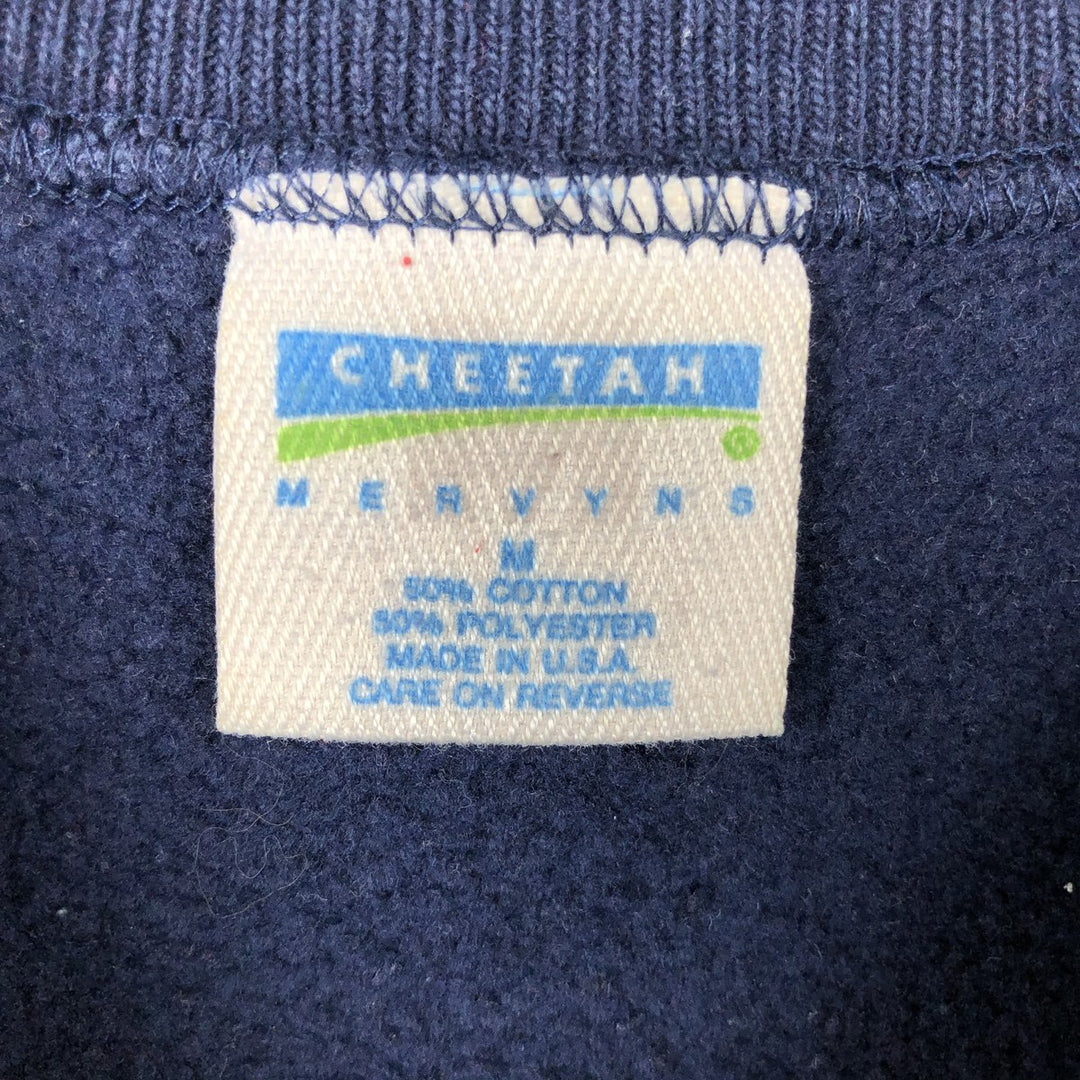 CHEETAH
®
MERVYNS
M
50% COTTON
50% POLYESTER
MADE IN U.S.A.
CARE ON REVERSE